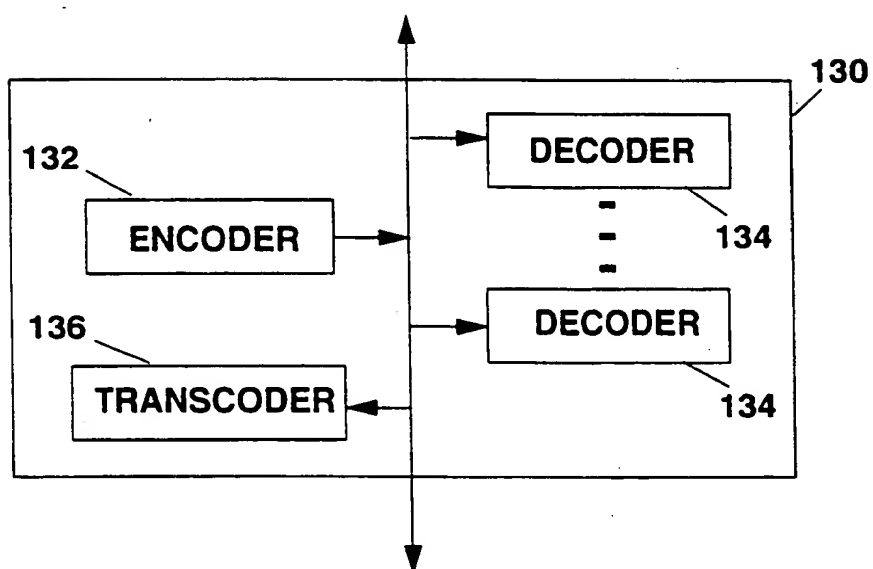 130
132
DECODER
ENCODER
134
136
DECODER
TRANSCODER
134